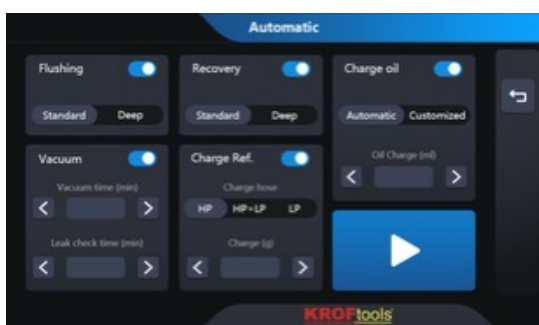 Automatic
Flushing
Standard Deep
Recovery
Standard Deep
Charge oil
Automatic Customized
Oil Charge (ml)
Vacuum
Vacuum time (min)
Leak check time (min)
Charge Ref.
Charge hose
HP HP+LP LP
Charge (g)
KROFtools